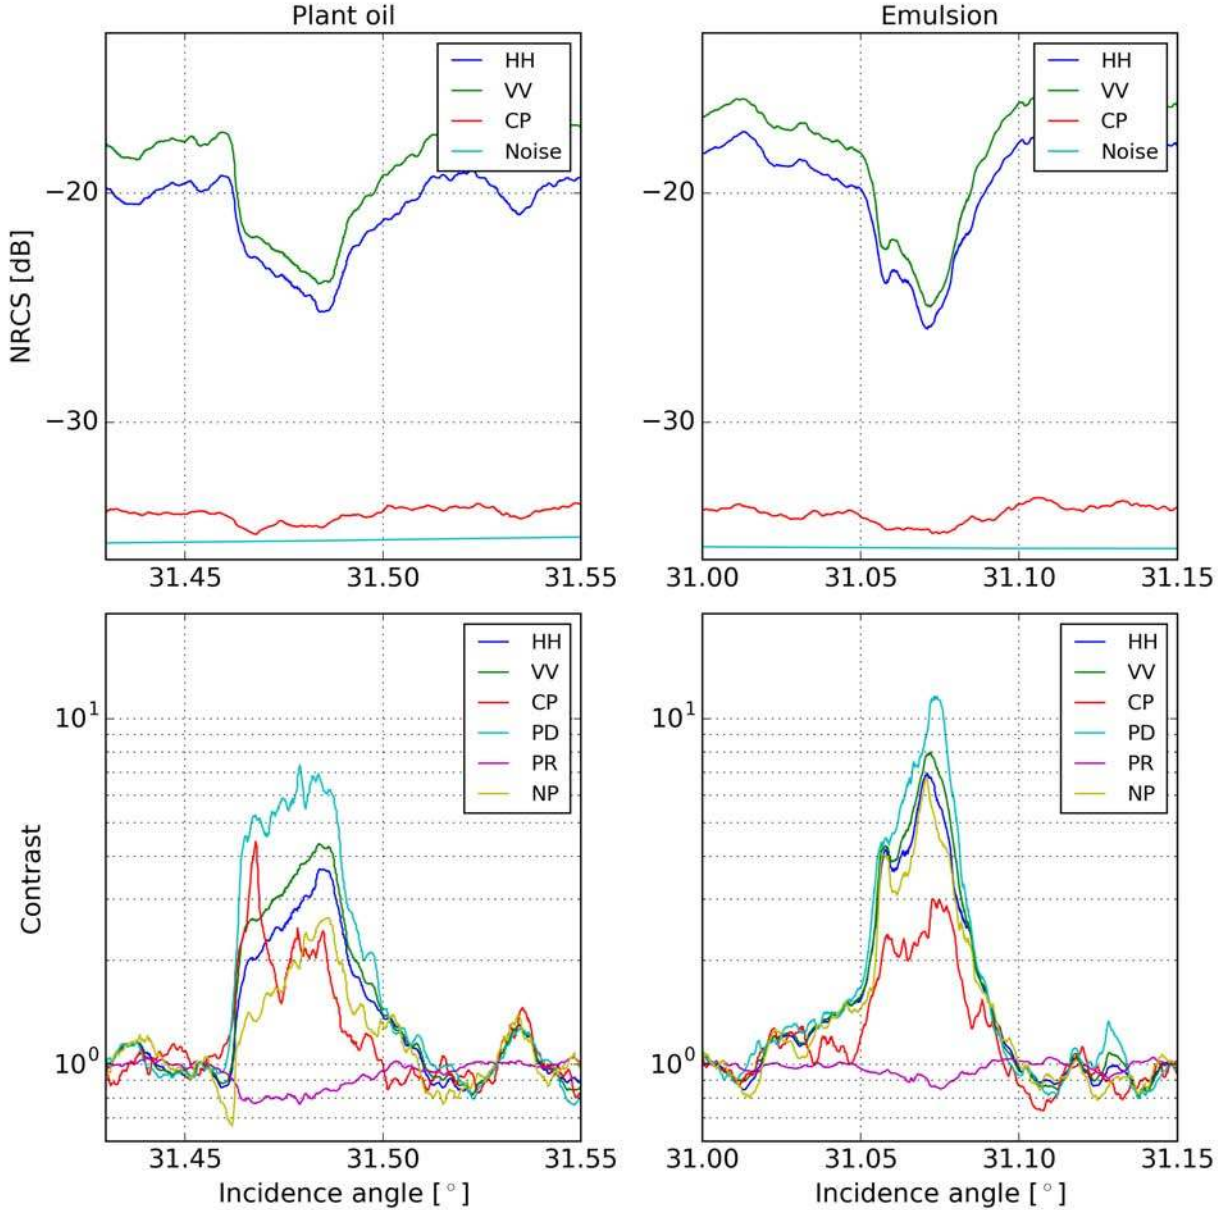 Plant oil
Emulsion
HH
VV
CP
Noise
HH
VV
CP
Noise
NRCS [dB]
−20
−30
−20
−30
31.45
31.50
31.55
31.00
31.05
31.10
31.15
HH
VV
CP
PD
PR
NP
HH
VV
CP
PD
PR
NP
Contrast
10¹
10⁰
10¹
10⁰
31.45
31.50
31.55
31.00
31.05
31.10
31.15
Incidence angle [°]
Incidence angle [°]